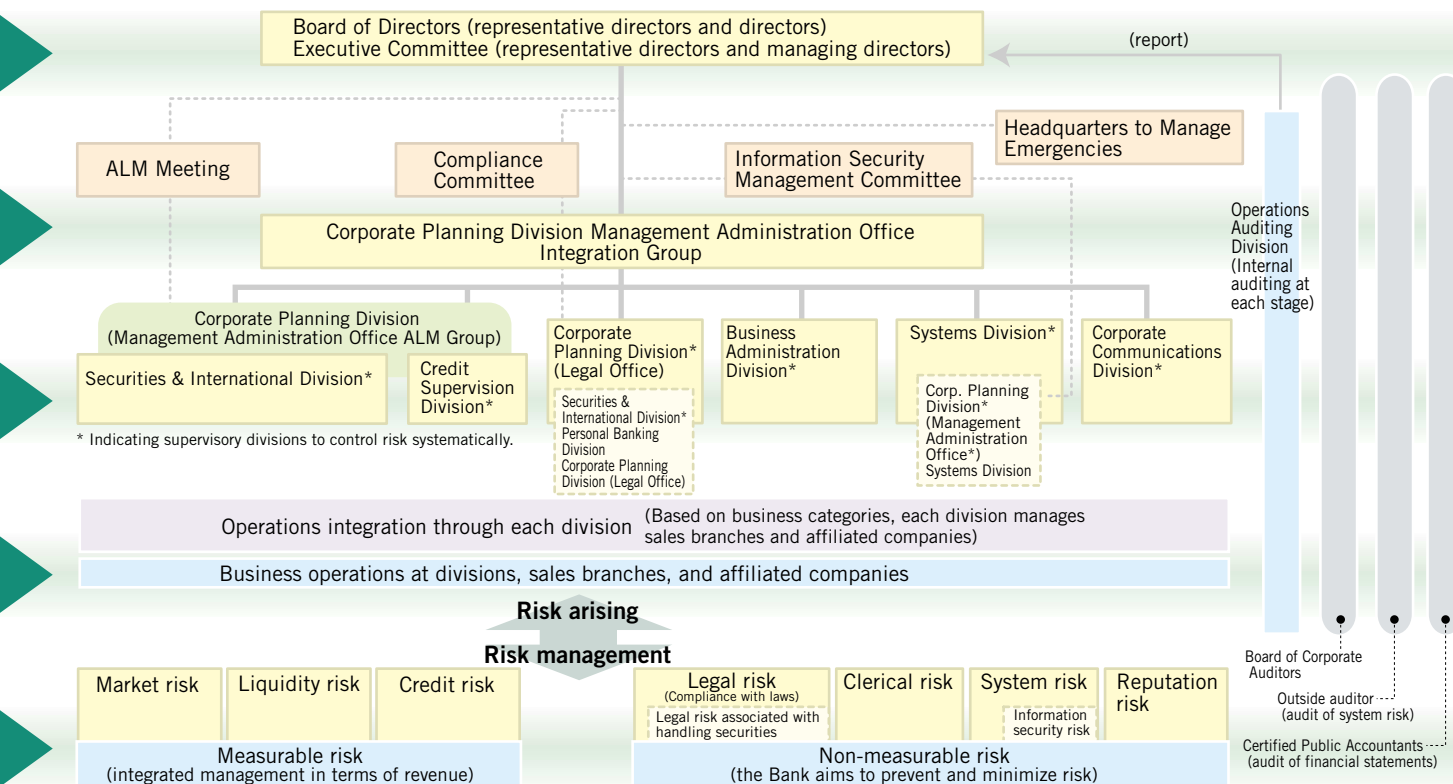 Board of Directors (representative directors and directors)
Executive Committee (representative directors and managing directors)
(report)
Headquarters to Manage
Emergencies
ALM Meeting
Compliance
Committee
Information Security
Management Committee
Corporate Planning Division Management Administration Office
Integration Group
Operations
Auditing
Division
(Internal
auditing at
each stage)
Corporate Planning Division
(Management Administration Office ALM Group)
Securities & International Division*
Credit
Supervision
Division*
Corporate
Planning Division*
(Legal Office)
Securities &
International Division*
Personal Banking
Division
Corporate Planning
Division (Legal Office)
Business
Administration
Division*
Systems Division*
Corp. Planning
Division*
(Management
Administration
Office*)
Systems Division
Corporate
Communications
Division*
* Indicating supervisory divisions to control risk systematically.
Operations integration through each division (Based on business categories, each division manages
sales branches and affiliated companies)
Business operations at divisions, sales branches, and affiliated companies
Risk arising
Risk management
Market risk
Liquidity risk
Credit risk
Measurable risk
(integrated management in terms of revenue)
Legal risk
(Compliance with laws)
Legal risk associated with
handling securities
Clerical risk
System risk
Information
security risk
Reputation
risk
Non-measurable risk
(the Bank aims to prevent and minimize risk)
Board of Corporate
Auditors
Outside auditor
(audit of system risk)
Certified Public Accountants
(audit of financial statements)